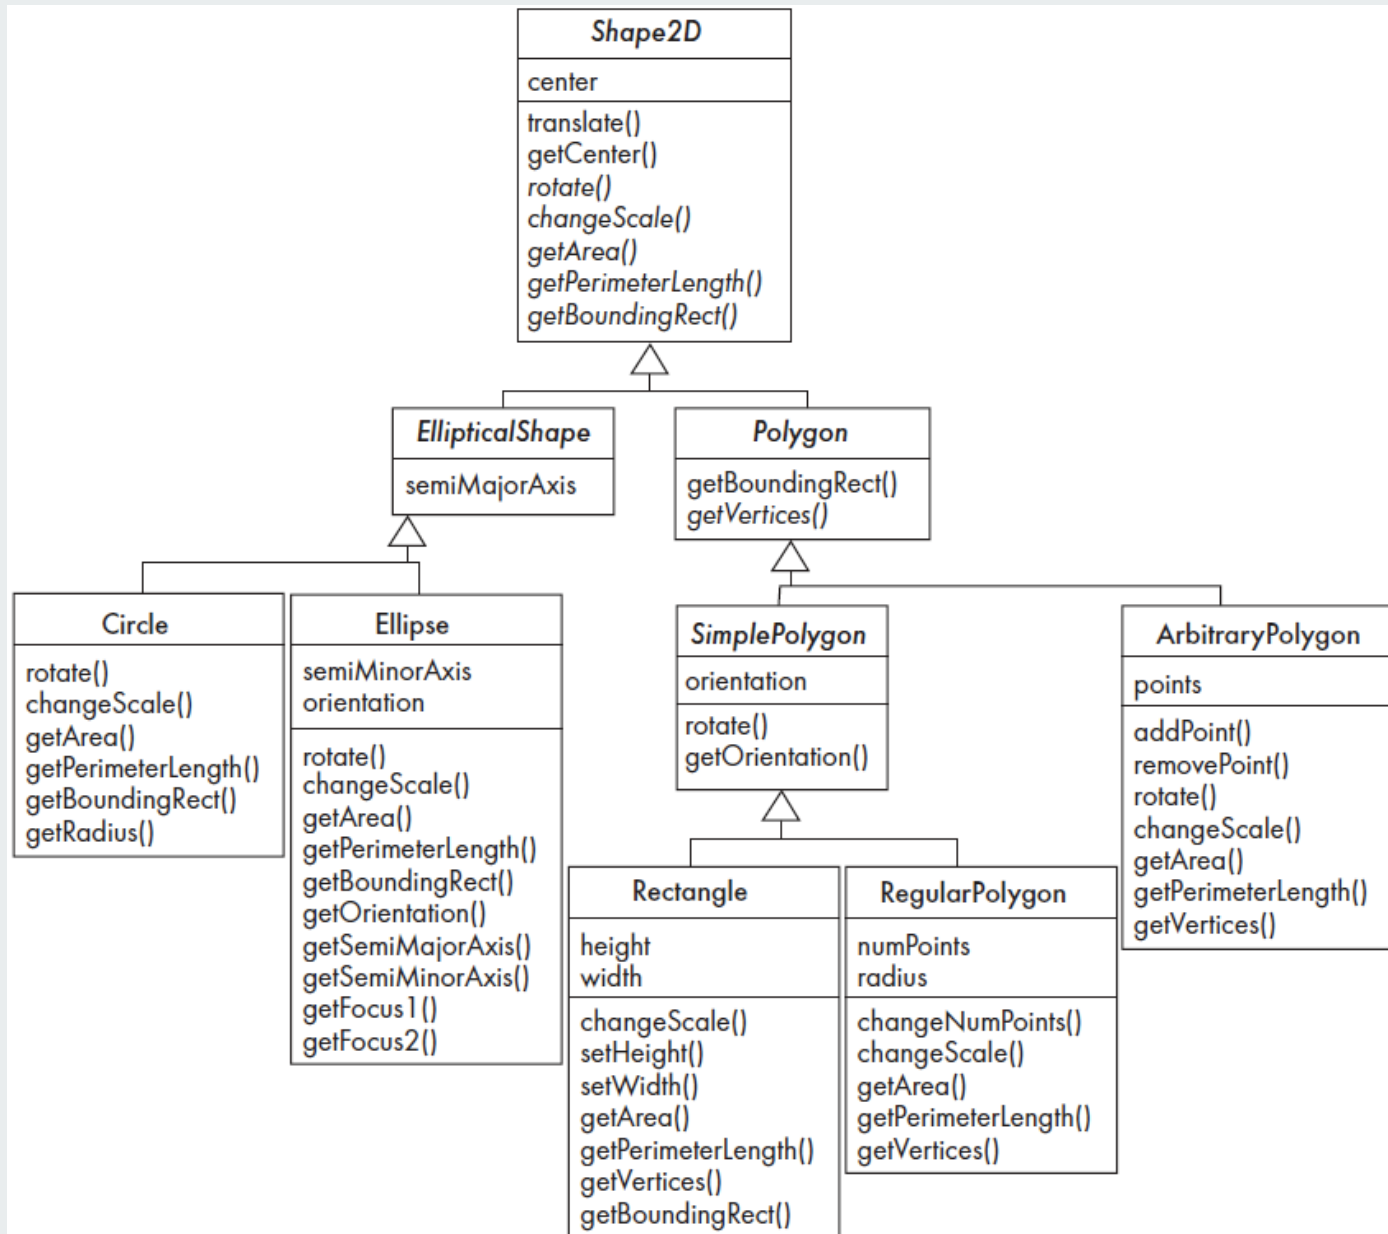 Shape2D
center
translate()
getCenter()
rotate()
changeScale()
getArea()
getPerimeterLength()
getBoundingRect()
EllipticalShape
semiMajorAxis
Polygon
getBoundingRect()
getVertices()
Circle
rotate()
changeScale()
getArea()
getPerimeterLength()
getBoundingRect()
getRadius()
Ellipse
semiMinorAxis
orientation
rotate()
changeScale()
getArea()
getPerimeterLength()
getBoundingRect()
getOrientation()
getSemiMajorAxis()
getSemiMinorAxis()
getFocus1()
getFocus2()
SimplePolygon
orientation
rotate()
getOrientation()
ArbitraryPolygon
points
addPoint()
removePoint()
rotate()
changeScale()
getArea()
getPerimeterLength()
getVertices()
Rectangle
height
width
changeScale()
setHeight()
setWidth()
getArea()
getPerimeterLength()
getVertices()
getBoundingRect()
RegularPolygon
numPoints
radius
changeNumPoints()
changeScale()
getArea()
getPerimeterLength()
getVertices()